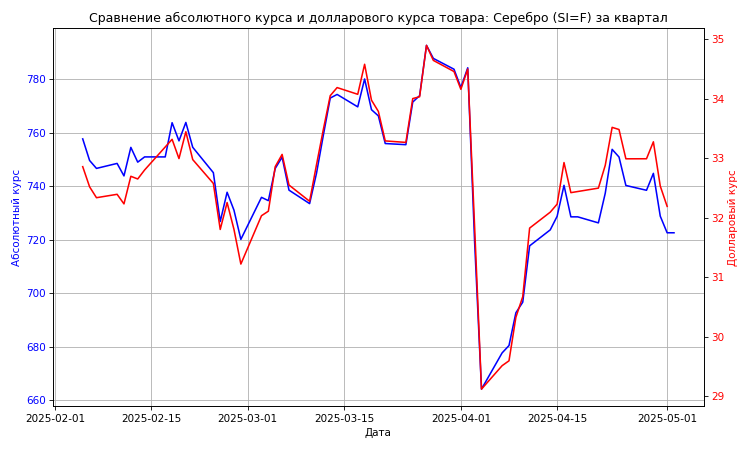 Сравнение абсолютного курса и долларового курса товара: Серебро (SI=F) за квартал
Абсолютный курс
780
760
740
720
700
680
660
35
34
33
32
31
30
29
Долларовый курс
2025-02-01 2025-02-15 2025-03-01 2025-03-15 2025-04-01 2025-04-15 2025-05-01
Дата